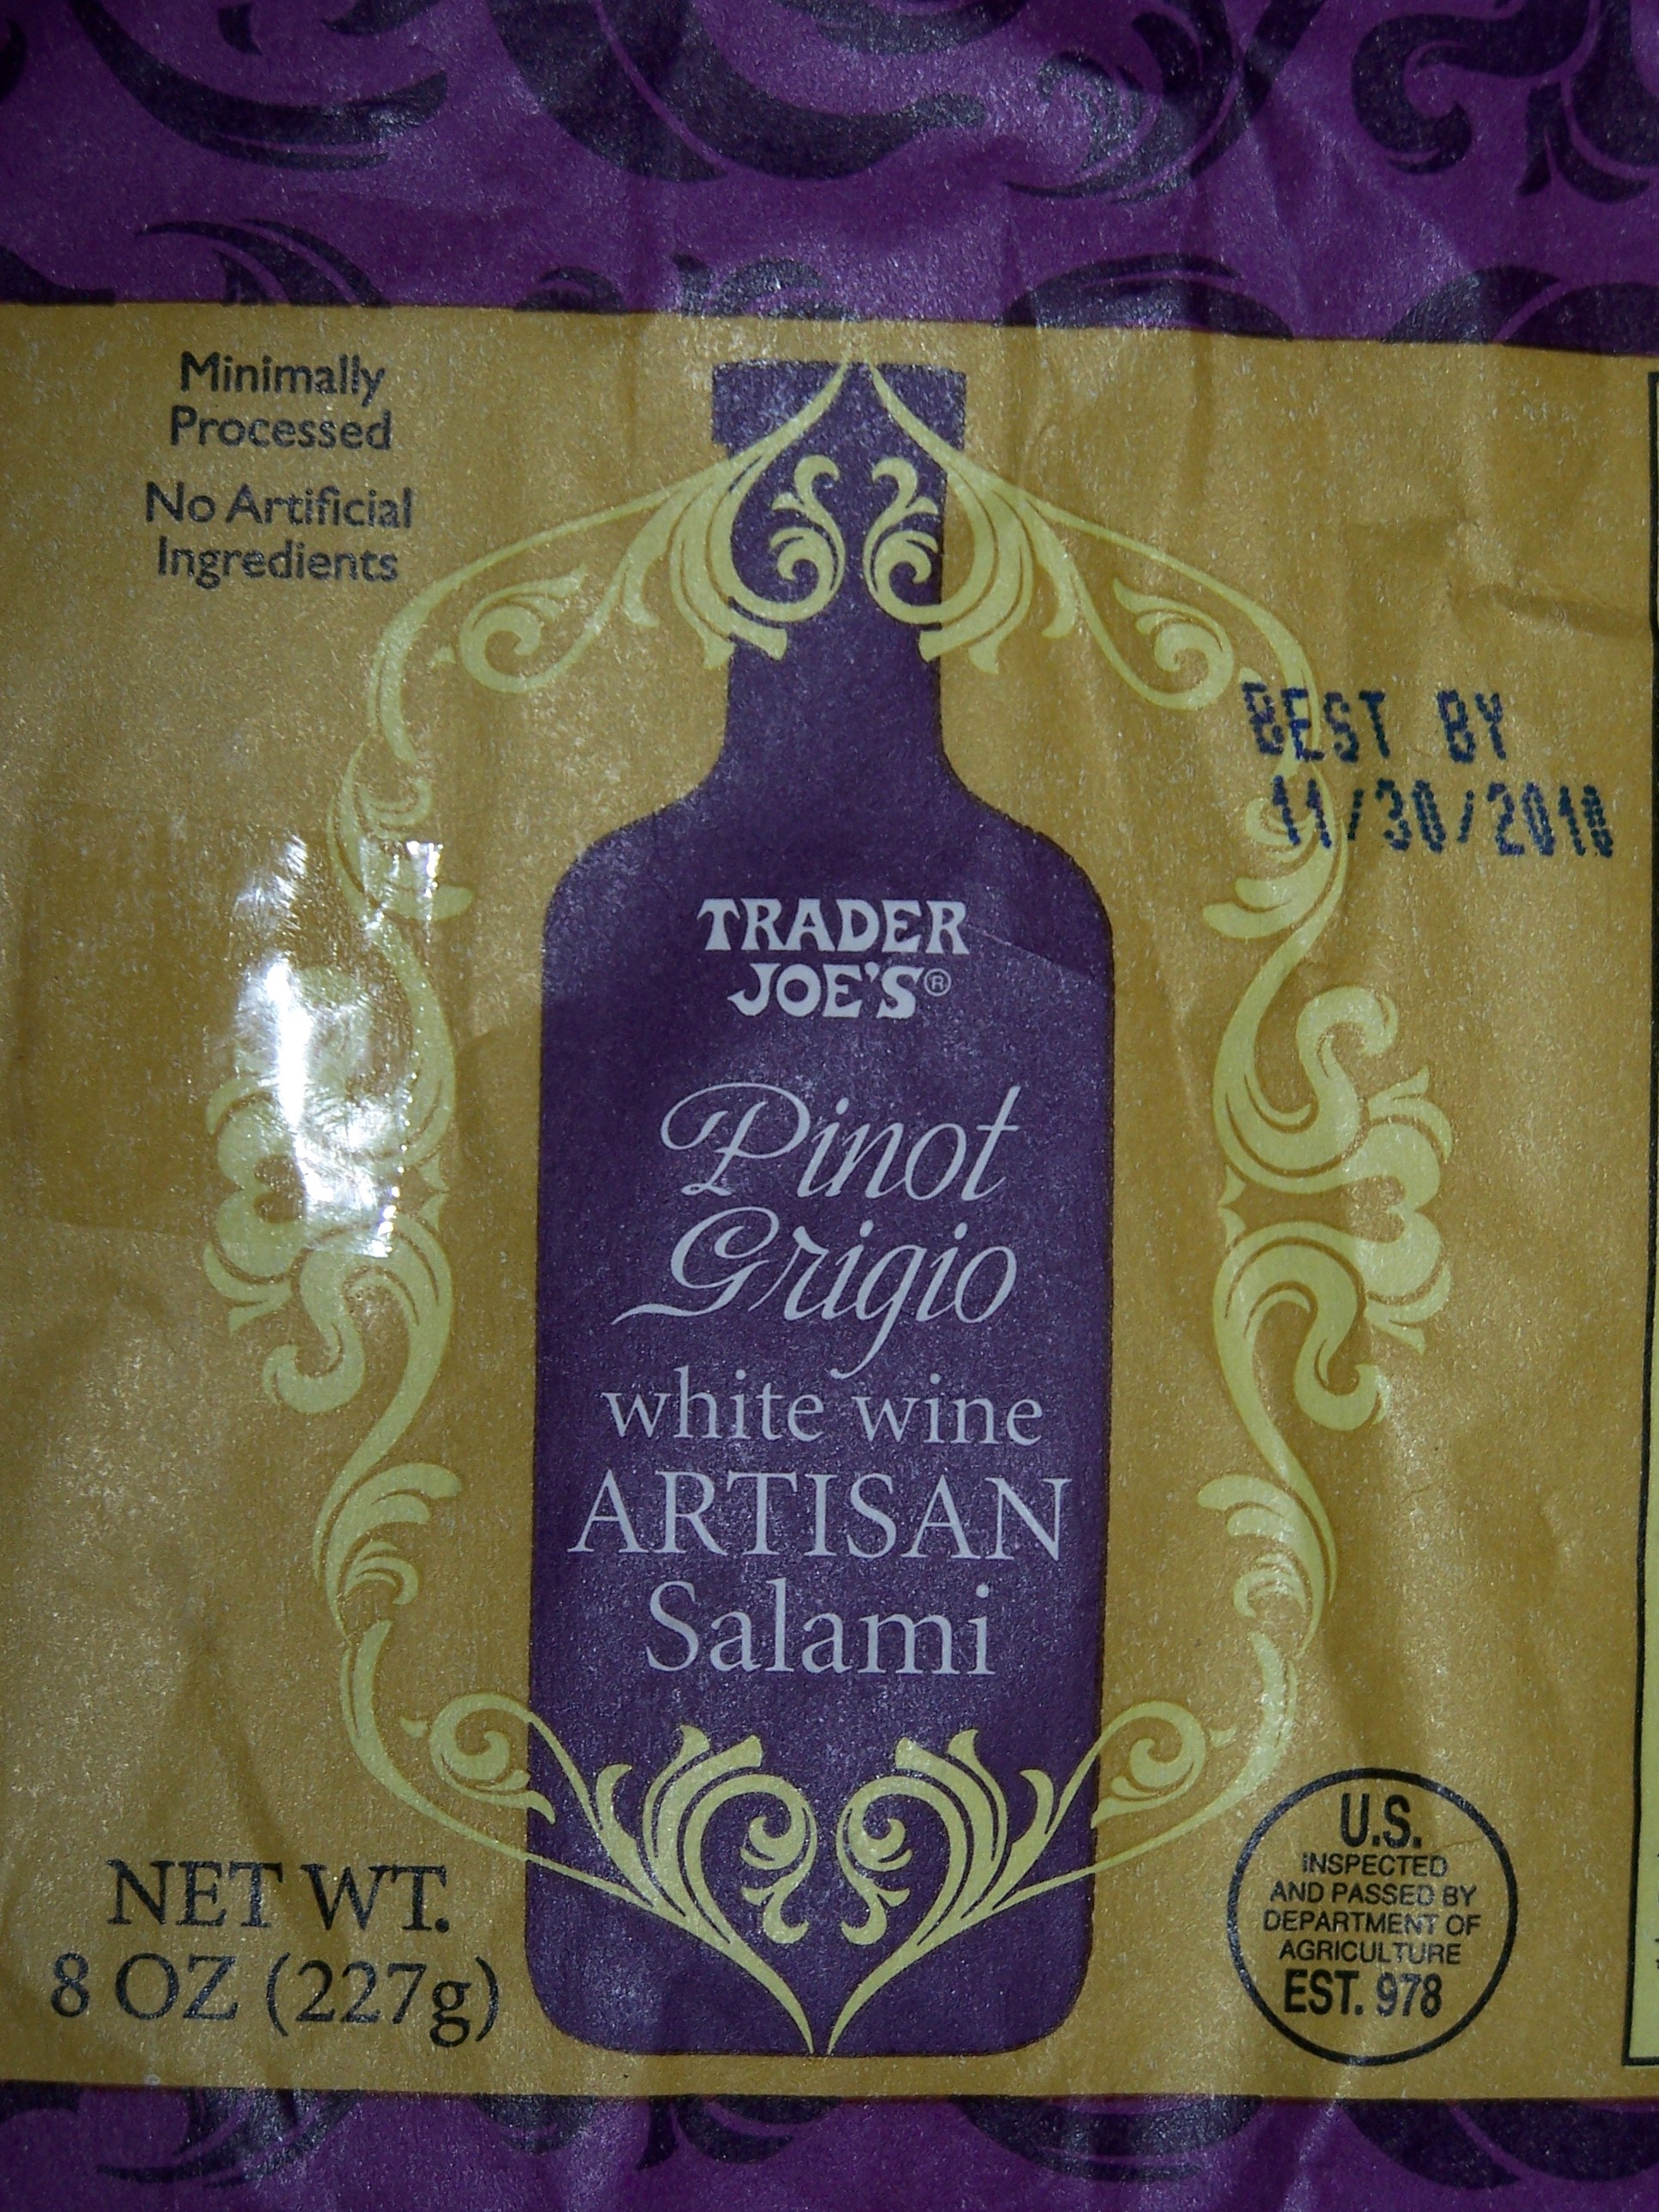 Minimally
Processed
No Artificial
Ingredients
BEST BY
11/30/2010
TRADER
JOE'S®
Pinot
Grigio
white wine
ARTISAN
Salami
NET WT.
8 OZ (227g)
U.S.
INSPECTED
AND PASSED BY
DEPARTMENT OF
AGRICULTURE
EST. 978